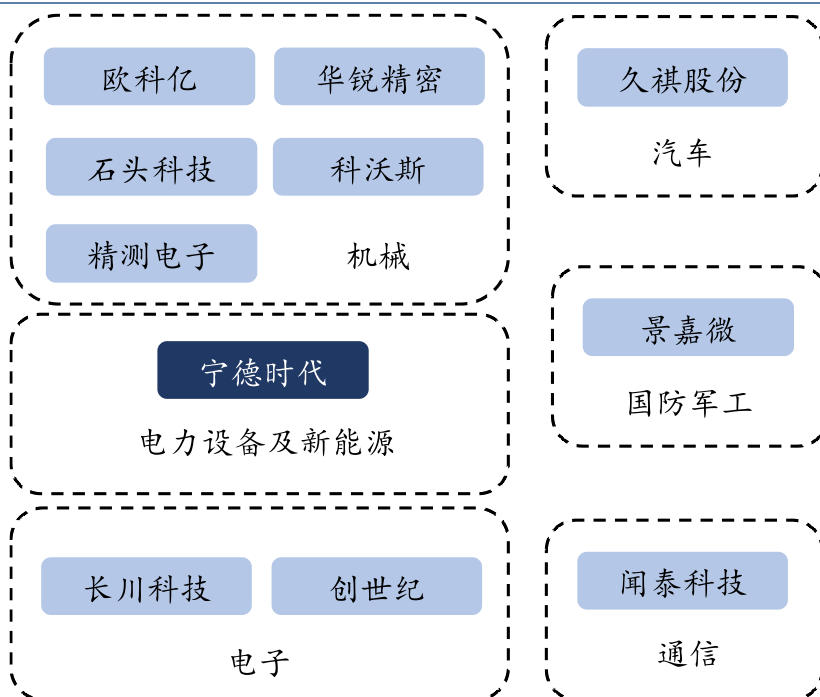 欧科亿
华锐精密
石头科技
科沃斯
精测电子
机械
久祺股份
汽车
宁德时代
电力设备及新能源
景嘉微
国防军工
长川科技
创世纪
电子
闻泰科技
通信